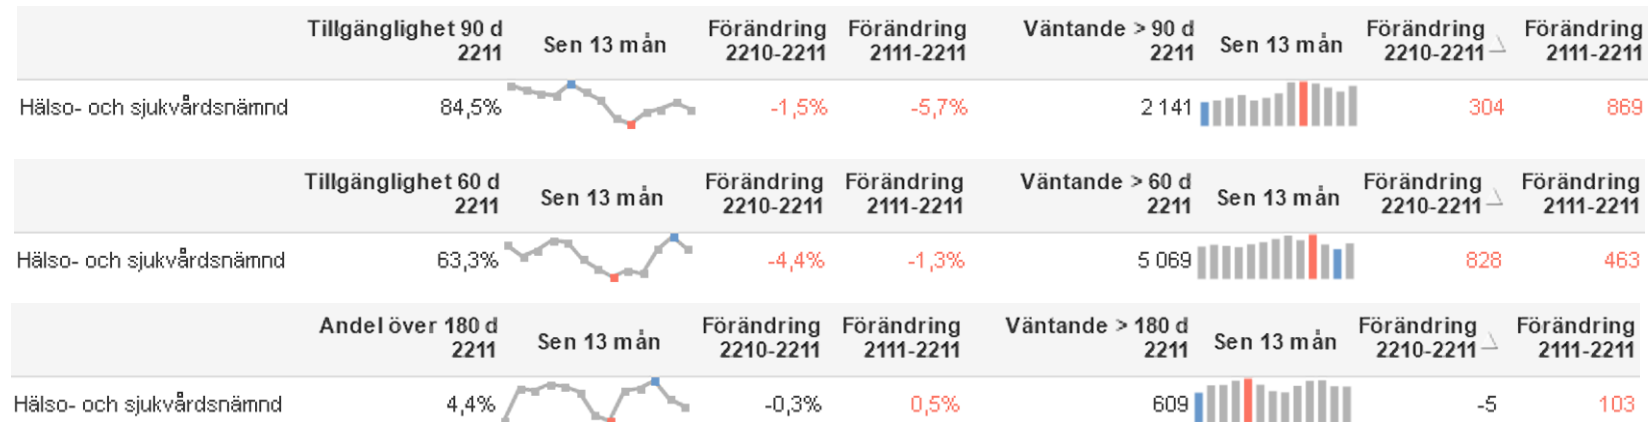 Tillgänglighet 90 d 2211 Sen 13 mån Förändring 2210-2211 Förändring 2111-2211 Väntande > 90 d 2211 Sen 13 mån Förändring 2210-2211 Förändring 2111-2211
Hälso- och sjukvårdsnämnd 84,5% -1,5% -5,7% 2 141 304 869
Tillgänglighet 60 d 2211 Sen 13 mån Förändring 2210-2211 Förändring 2111-2211 Väntande > 60 d 2211 Sen 13 mån Förändring 2210-2211 Förändring 2111-2211
Hälso- och sjukvårdsnämnd 63,3% -4,4% -1,3% 5 069 828 463
Andel över 180 d 2211 Sen 13 mån Förändring 2210-2211 Förändring 2111-2211 Väntande > 180 d 2211 Sen 13 mån Förändring 2210-2211 Förändring 2111-2211
Hälso- och sjukvårdsnämnd 4,4% -0,3% 0,5% 609 -5 103